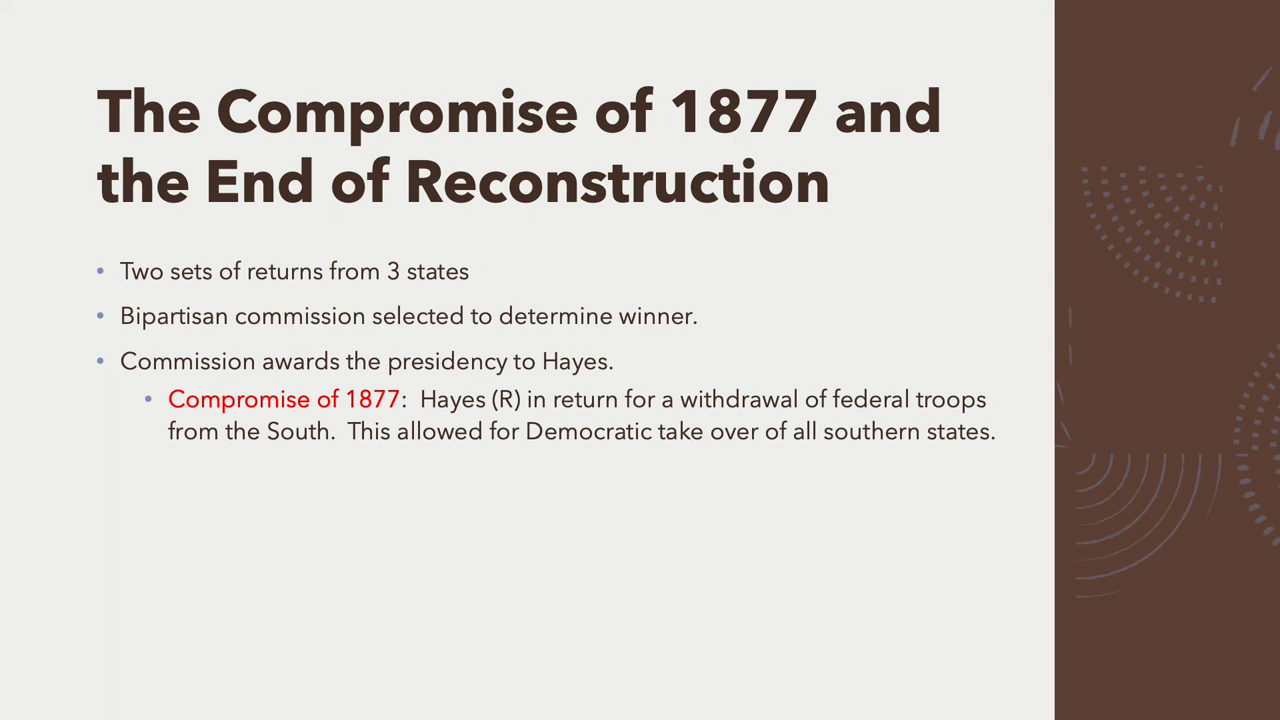 The Compromise of 1877 and
the End of Reconstruction
• Two sets of returns from 3 states
• Bipartisan commission selected to determine winner.
• Commission awards the presidency to Hayes.
• Compromise of 1877:  Hayes (R) in return for a withdrawal of federal troops
from the South.  This allowed for Democratic take over of all southern states.